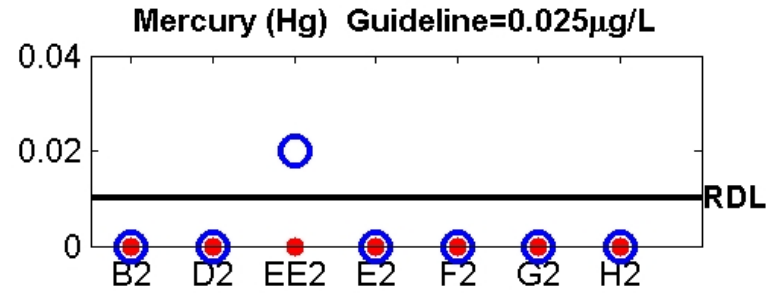 Mercury (Hg) Guideline=0.025μg/L
0.04
0.02
RDL
0
B2 D2 EE2 E2 F2 G2 H2